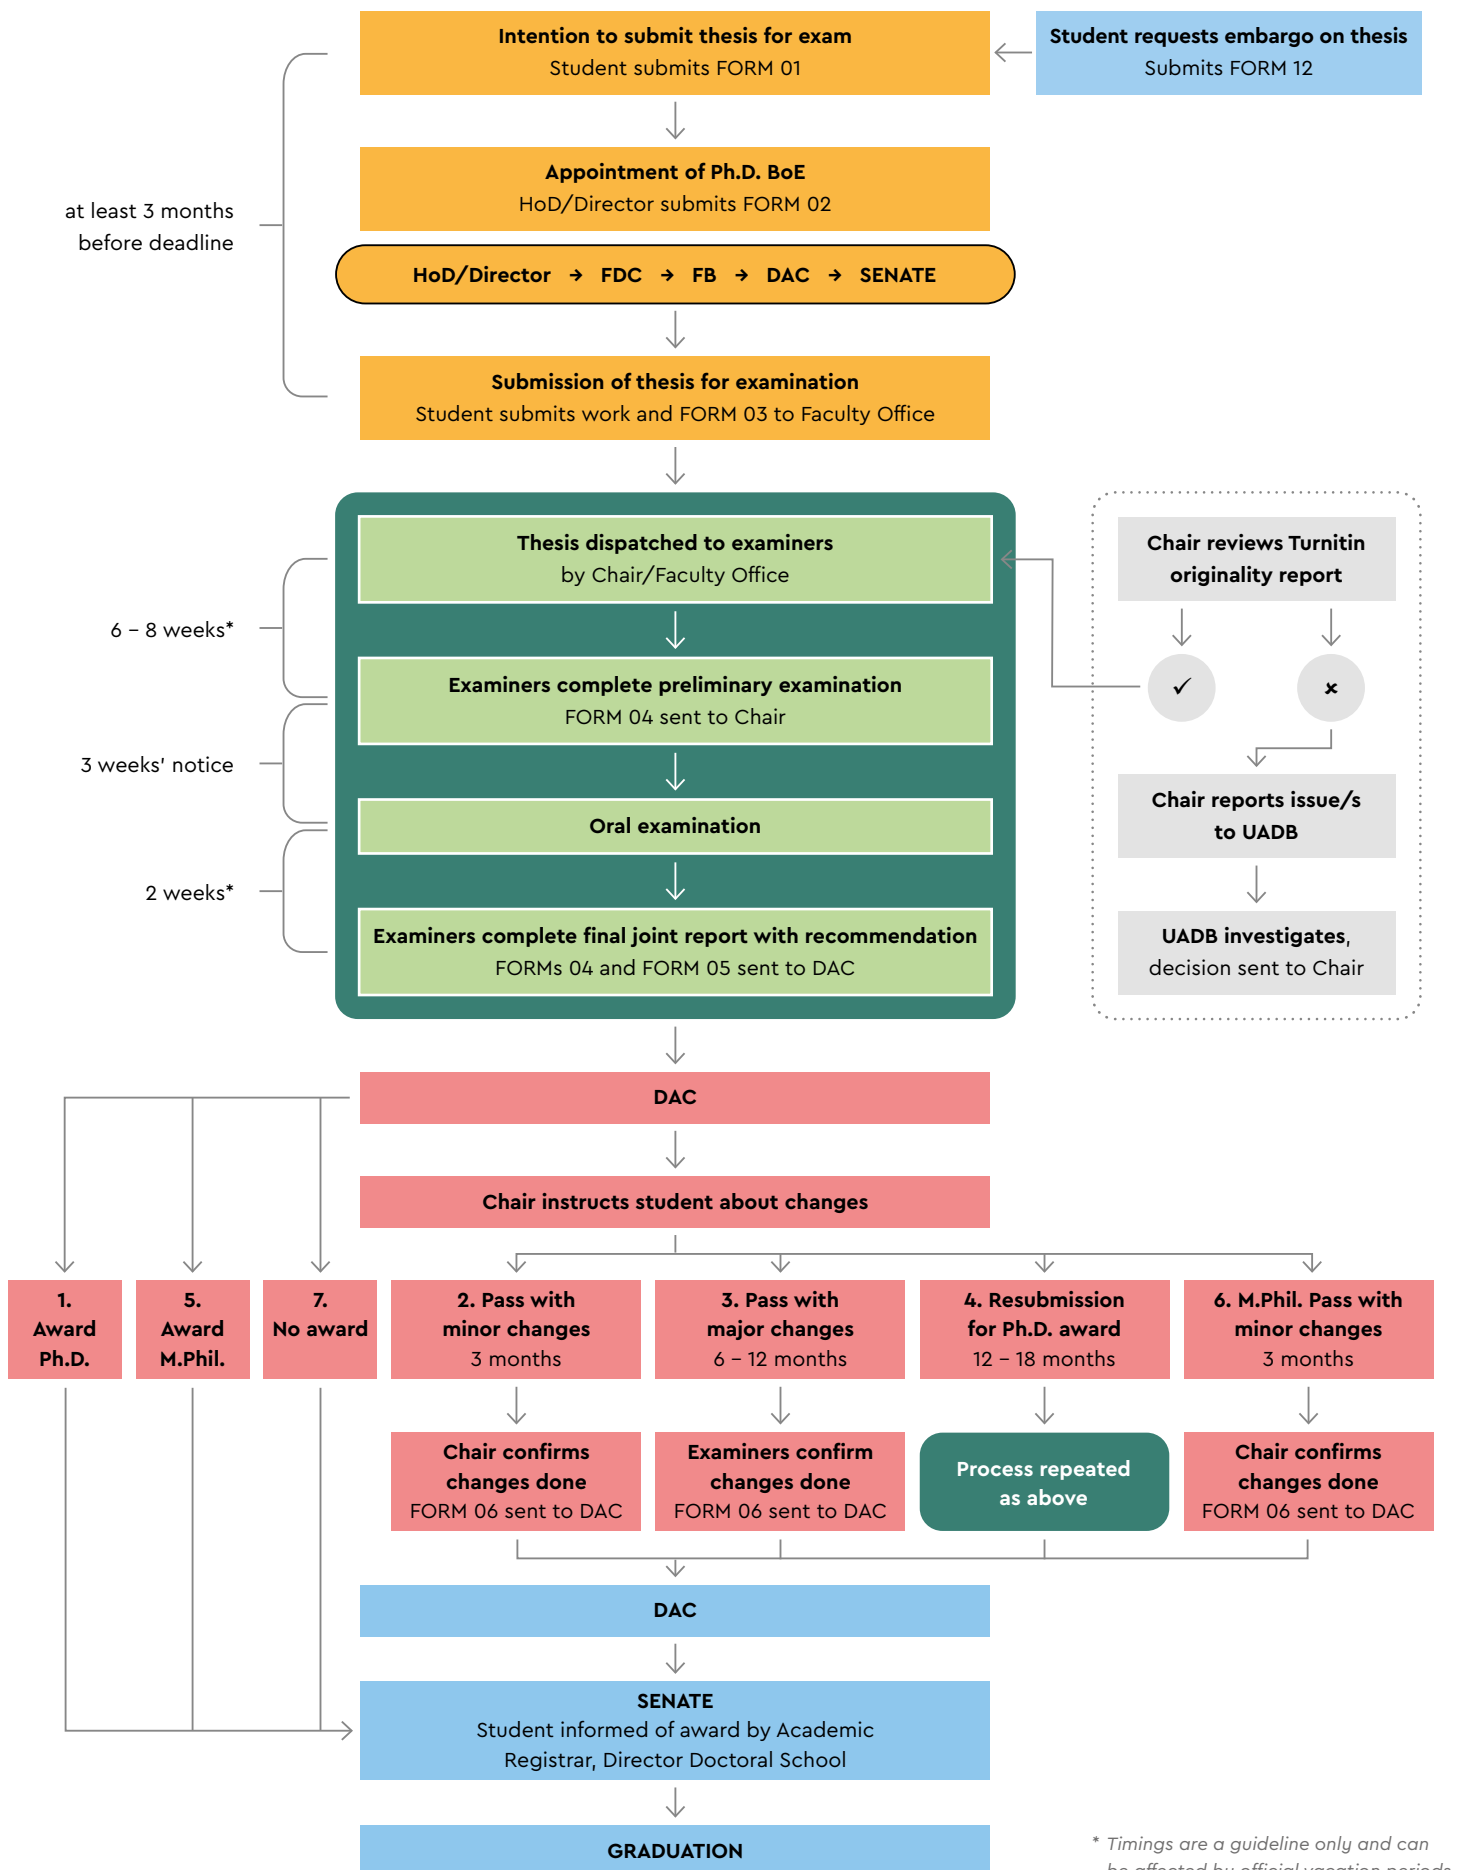 Intention to submit thesis for exam
Student submits FORM 01
Student requests embargo on thesis
Submits FORM 12
at least 3 months
before deadline
Appointment of Ph.D. BoE
HoD/Director submits FORM 02
HoD/Director → FDC → FB → DAC → SENATE
Submission of thesis for examination
Student submits work and FORM 03 to Faculty Office
6 – 8 weeks*
3 weeks' notice
2 weeks*
Thesis dispatched to examiners
by Chair/Faculty Office
Examiners complete preliminary examination
FORM 04 sent to Chair
Oral examination
Examiners complete final joint report with recommendation
FORMs 04 and FORM 05 sent to DAC
Chair reviews Turnitin
originality report
✓
×
Chair reports issue/s
to UADB
UADB investigates,
decision sent to Chair
DAC
Chair instructs student about changes
1.
Award
Ph.D.
5.
Award
M.Phil.
7.
No award
2. Pass with
minor changes
3 months
3. Pass with
major changes
6 – 12 months
4. Resubmission
for Ph.D. award
12 – 18 months
6. M.Phil. Pass with
minor changes
3 months
Chair confirms
changes done
FORM 06 sent to DAC
Examiners confirm
changes done
FORM 06 sent to DAC
Process repeated
as above
Chair confirms
changes done
FORM 06 sent to DAC
DAC
SENATE
Student informed of award by Academic
Registrar, Director Doctoral School
GRADUATION
* Timings are a guideline only and can
be affected by official vacation periods